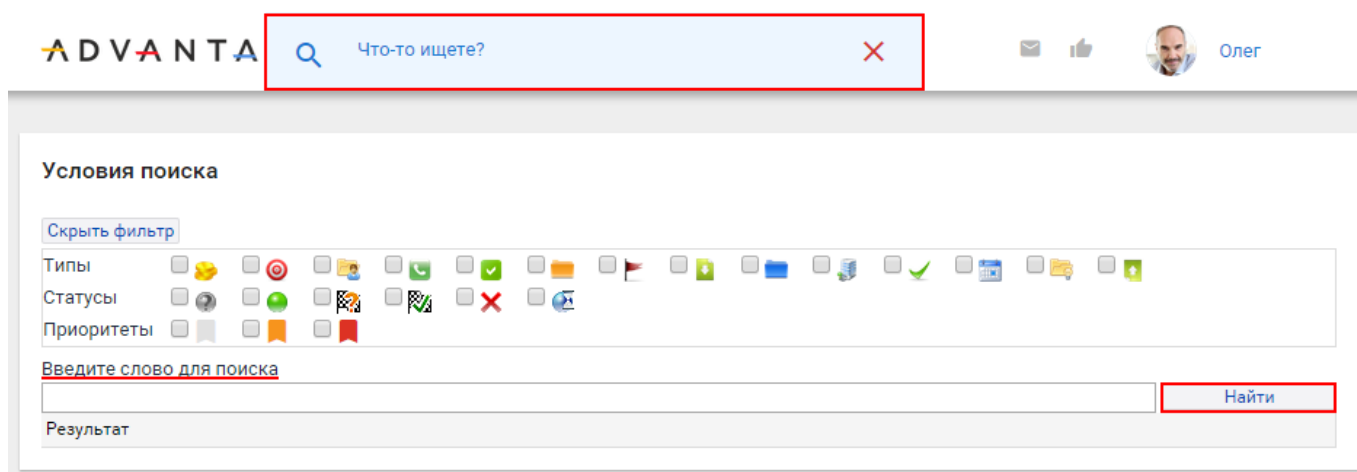 ADVANTA
Что-то ищете?
Олег
Условия поиска
Скрыть фильтр
Типы
Статусы
Приоритеты
Введите слово для поиска
Найти
Результат